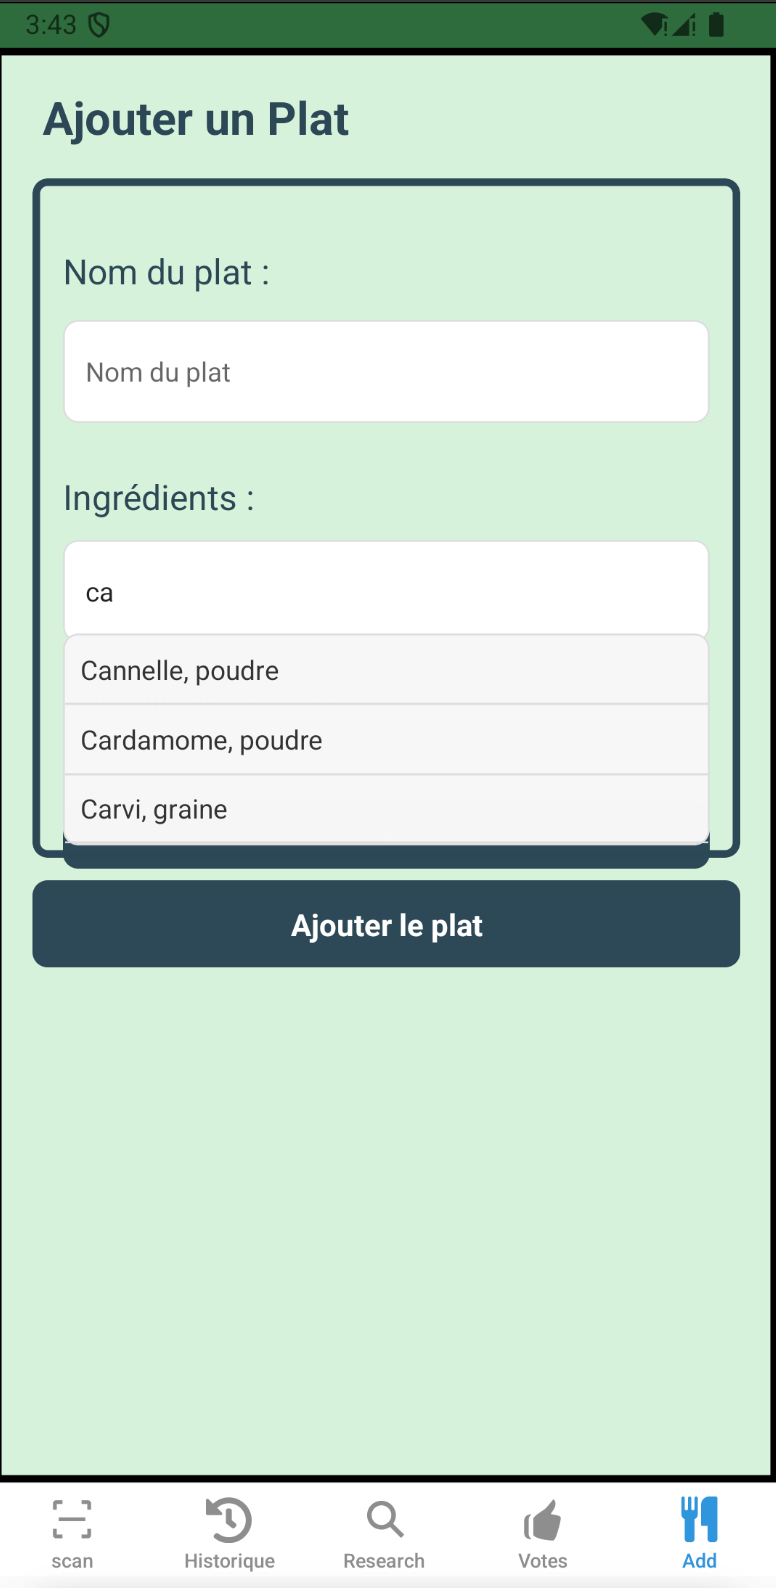 3:43
Ajouter un Plat
Nom du plat :
Nom du plat
Ingrédients :
ca
Cannelle, poudre
Cardamome, poudre
Carvi, graine
Ajouter le plat
scan Historique Research Votes Add